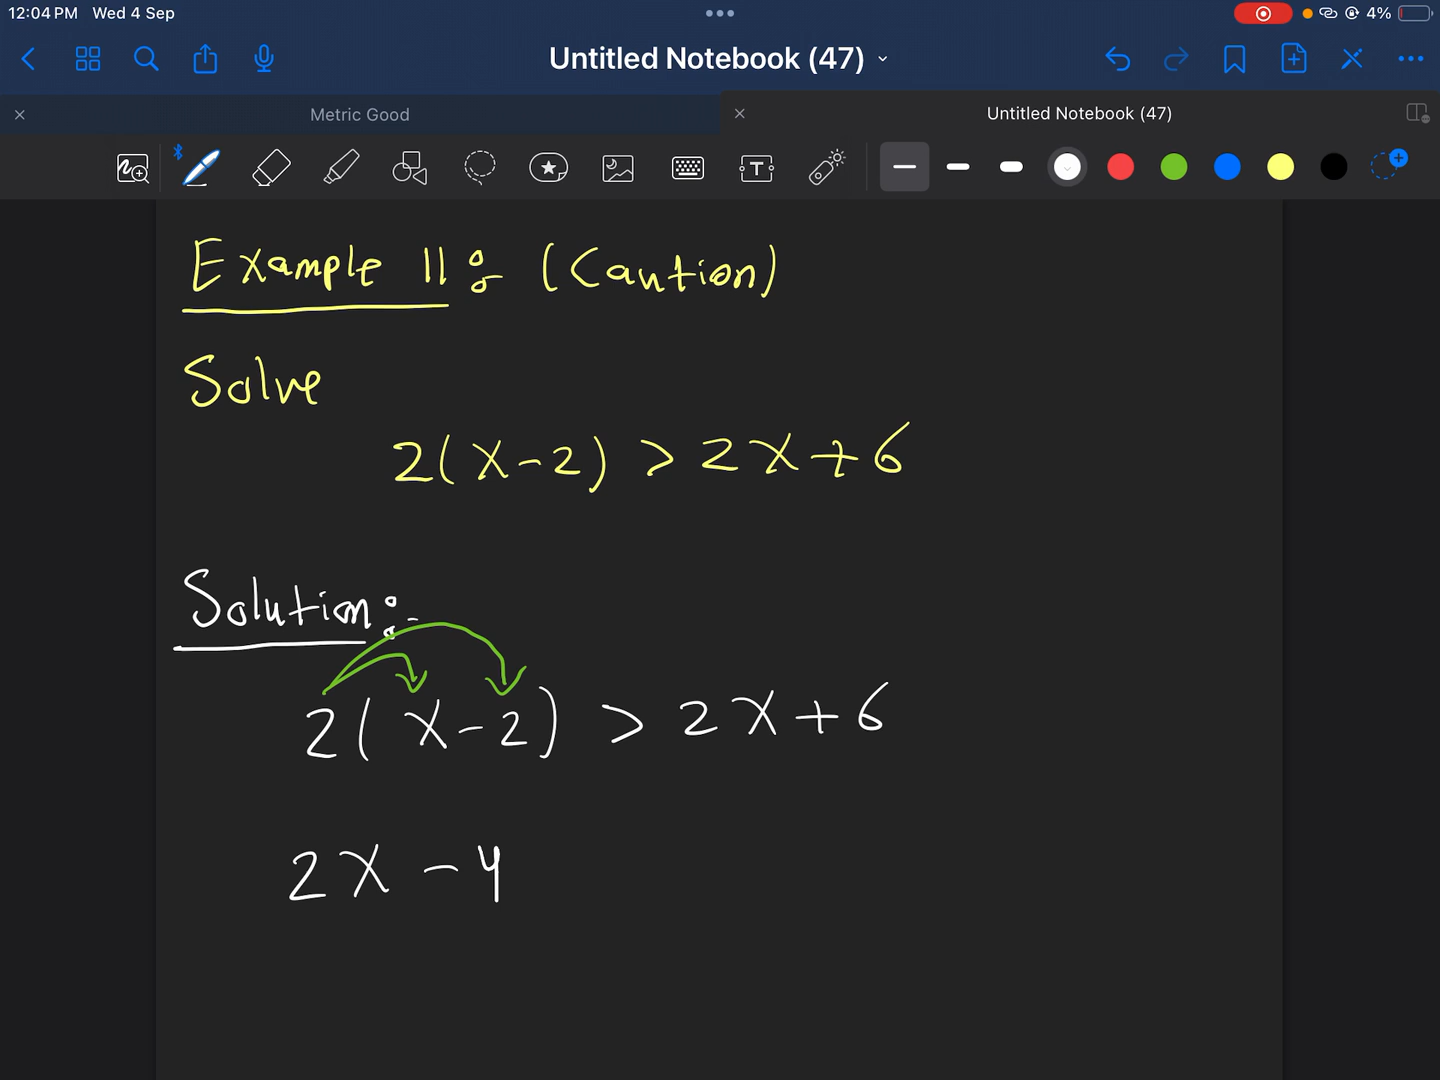 12:04 PM Wed 4 Sep 4%
Untitled Notebook (47)
Metric Good
Untitled Notebook (47)
T
Example 11: (Caution)
Solve
2(x-2) > 2x+6
Solution:-
2(x-2) > 2x+6
2x-4